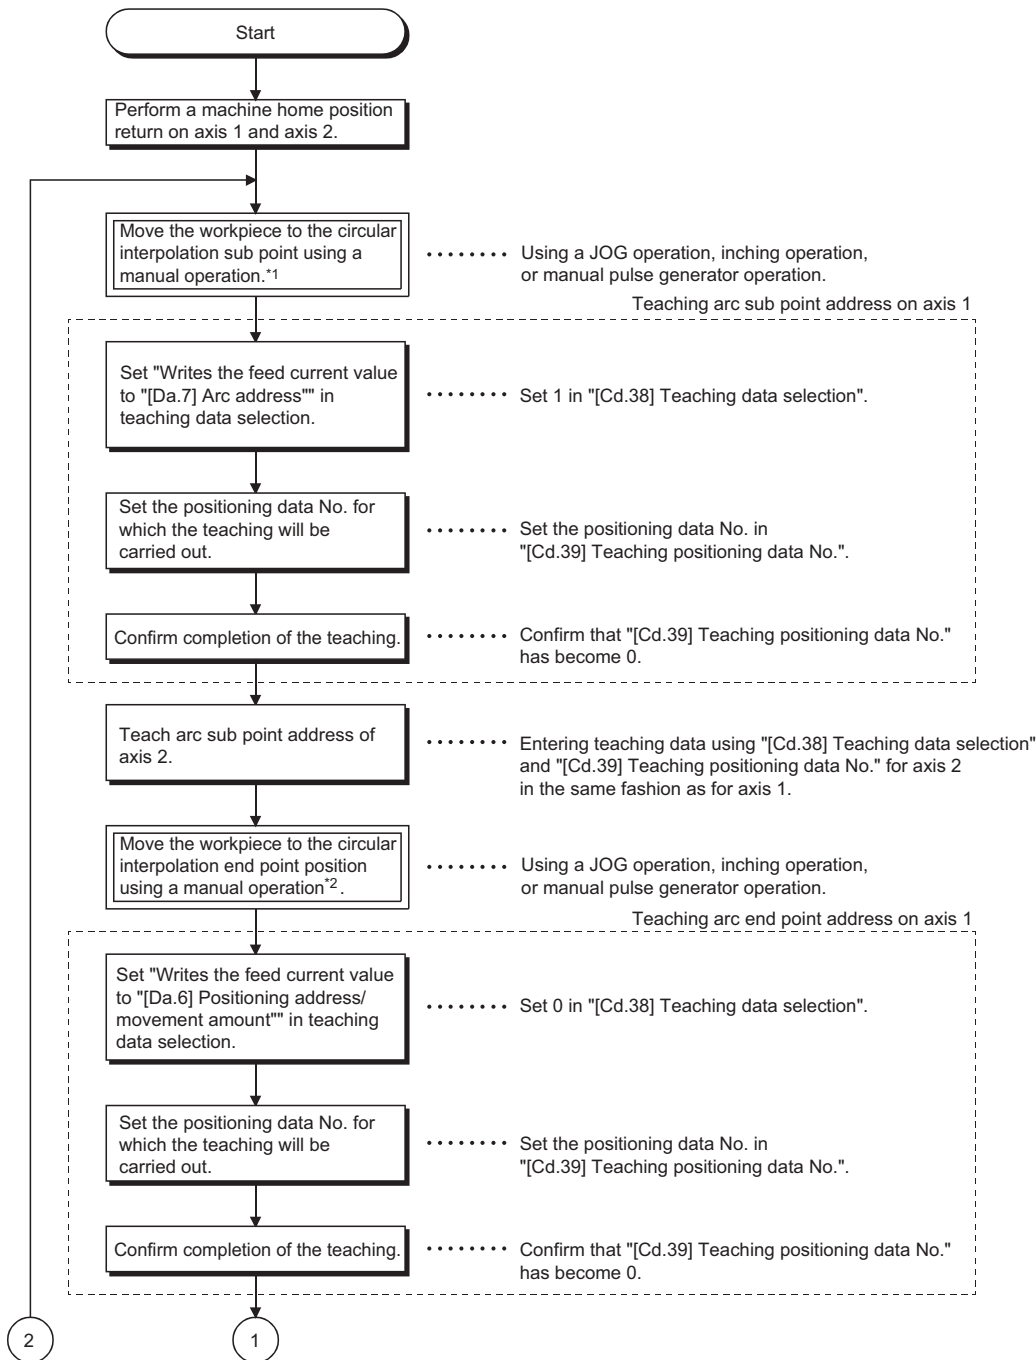 Start
Perform a machine home position
return on axis 1 and axis 2.
Move the workpiece to the circular
interpolation sub point using a
manual operation.*1
Using a JOG operation, inching operation,
or manual pulse generator operation.
Teaching arc sub point address on axis 1
Set "Writes the feed current value
to "[Da.7] Arc address"" in
teaching data selection.
Set 1 in "[Cd.38] Teaching data selection".
Set the positioning data No. for
which the teaching will be
carried out.
Set the positioning data No. in
"[Cd.39] Teaching positioning data No.".
Confirm completion of the teaching.
Confirm that "[Cd.39] Teaching positioning data No."
has become 0.
Teach arc sub point address of
axis 2.
Entering teaching data using "[Cd.38] Teaching data selection"
and "[Cd.39] Teaching positioning data No." for axis 2
in the same fashion as for axis 1.
Move the workpiece to the circular
interpolation end point position
using a manual operation*2.
Using a JOG operation, inching operation,
or manual pulse generator operation.
Teaching arc end point address on axis 1
Set "Writes the feed current value
to "[Da.6] Positioning address/
movement amount"" in teaching
data selection.
Set 0 in "[Cd.38] Teaching data selection".
Set the positioning data No. for
which the teaching will be
carried out.
Set the positioning data No. in
"[Cd.39] Teaching positioning data No.".
Confirm completion of the teaching.
Confirm that "[Cd.39] Teaching positioning data No."
has become 0.
2
1